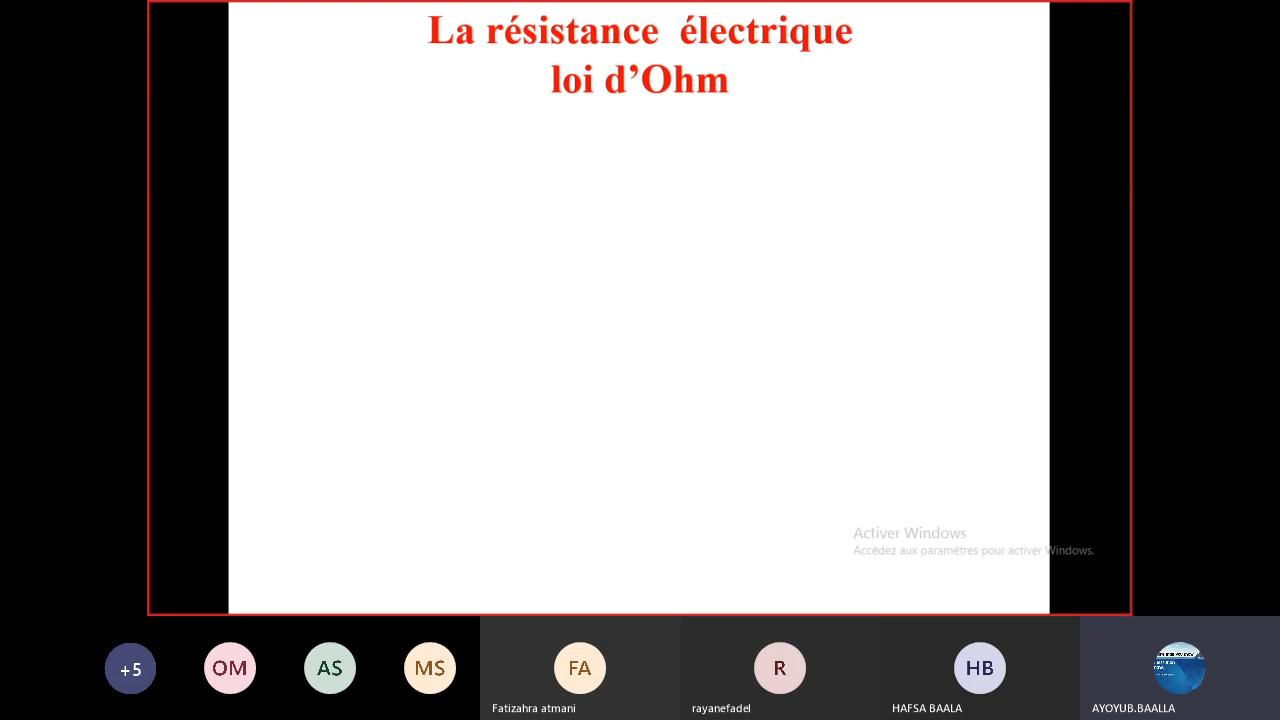 La résistance électrique
loi d’Ohm
Activer Windows
Accédez aux paramètres pour activer Windows.
+5
OM
AS
MS
FA
R
HB
Fatizahra atmani
rayanefadel
HAFSA BAALA
AYOYUB.BAALLA